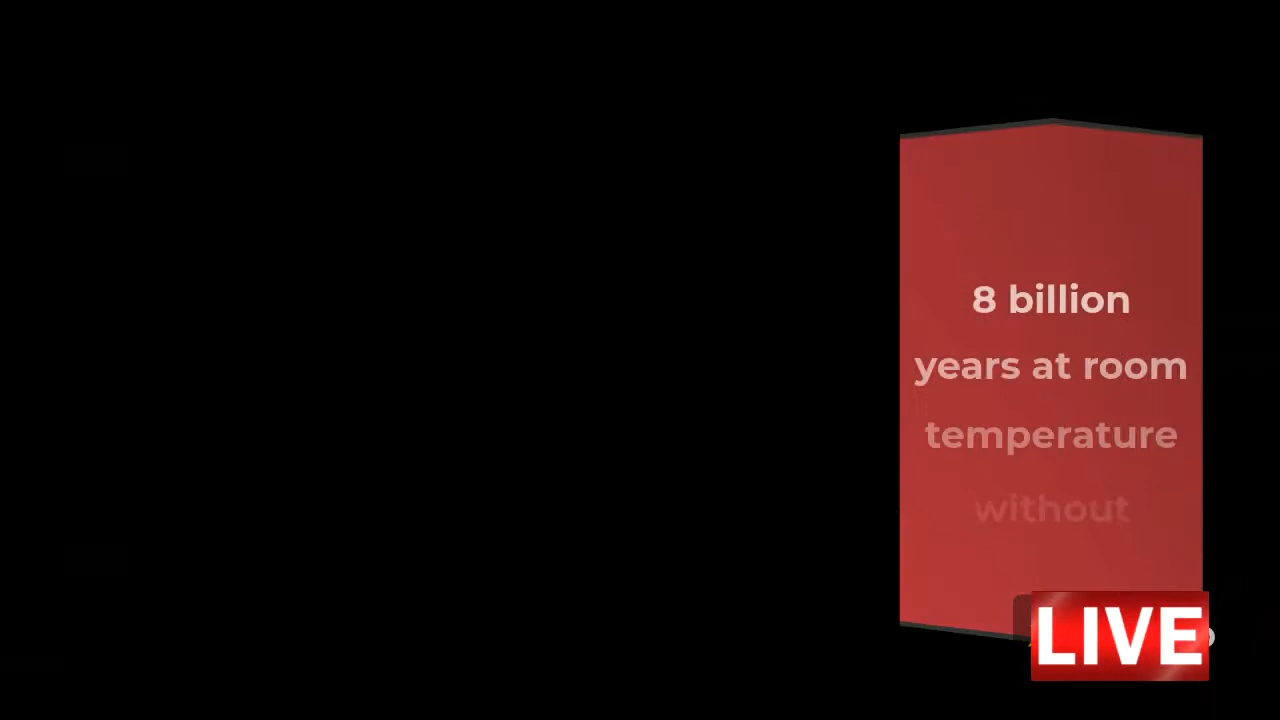 8 billion
years at room
temperature
without
LIVE